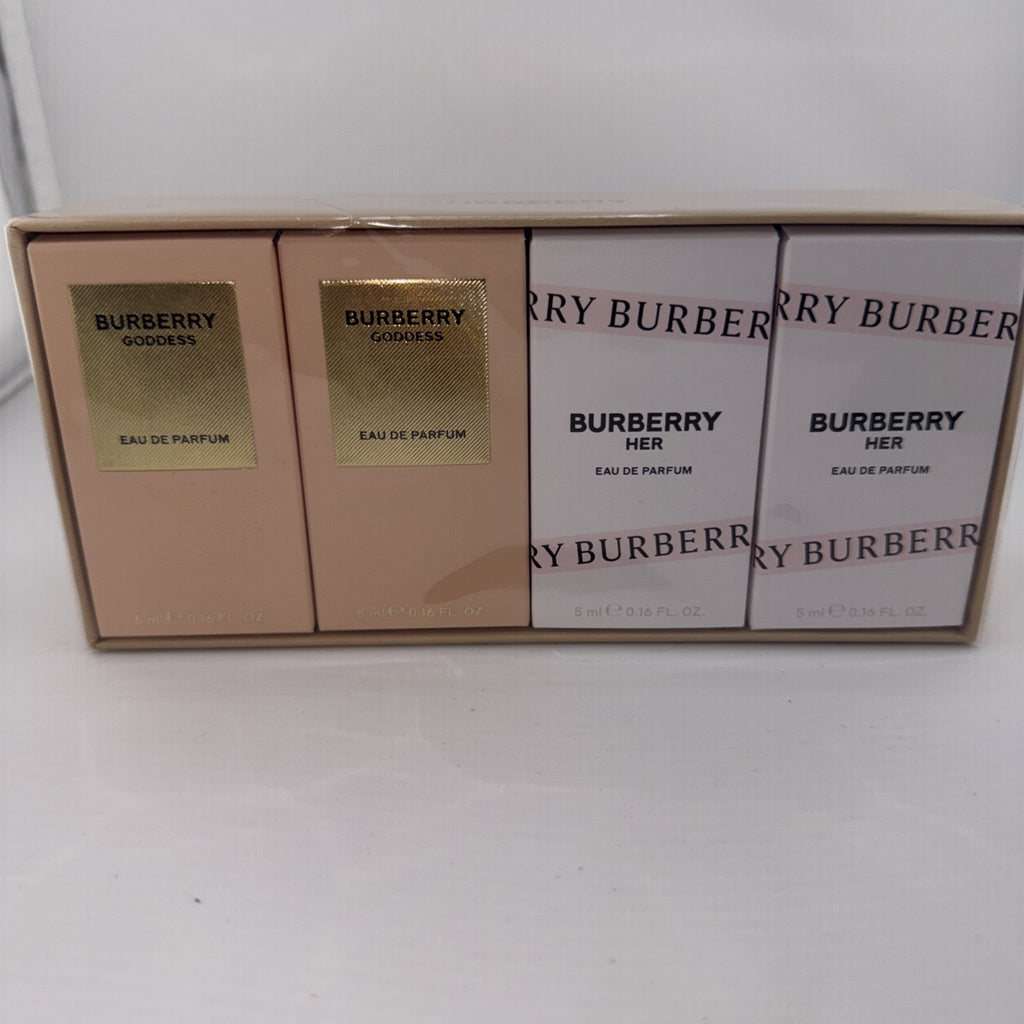 BURBERRY
GODDESS
EAU DE PARFUM
5 ml ℮ 0.16 FL. OZ.
BURBERRY
GODDESS
EAU DE PARFUM
5 ml ℮ 0.16 FL. OZ.
RRY BURBER
BURBERRY
HER
EAU DE PARFUM
RY BURBERR
5 ml ℮ 0.16 FL. OZ.
RRY BURBER
BURBERRY
HER
EAU DE PARFUM
RY BURBERR
5 ml ℮ 0.16 FL. OZ.